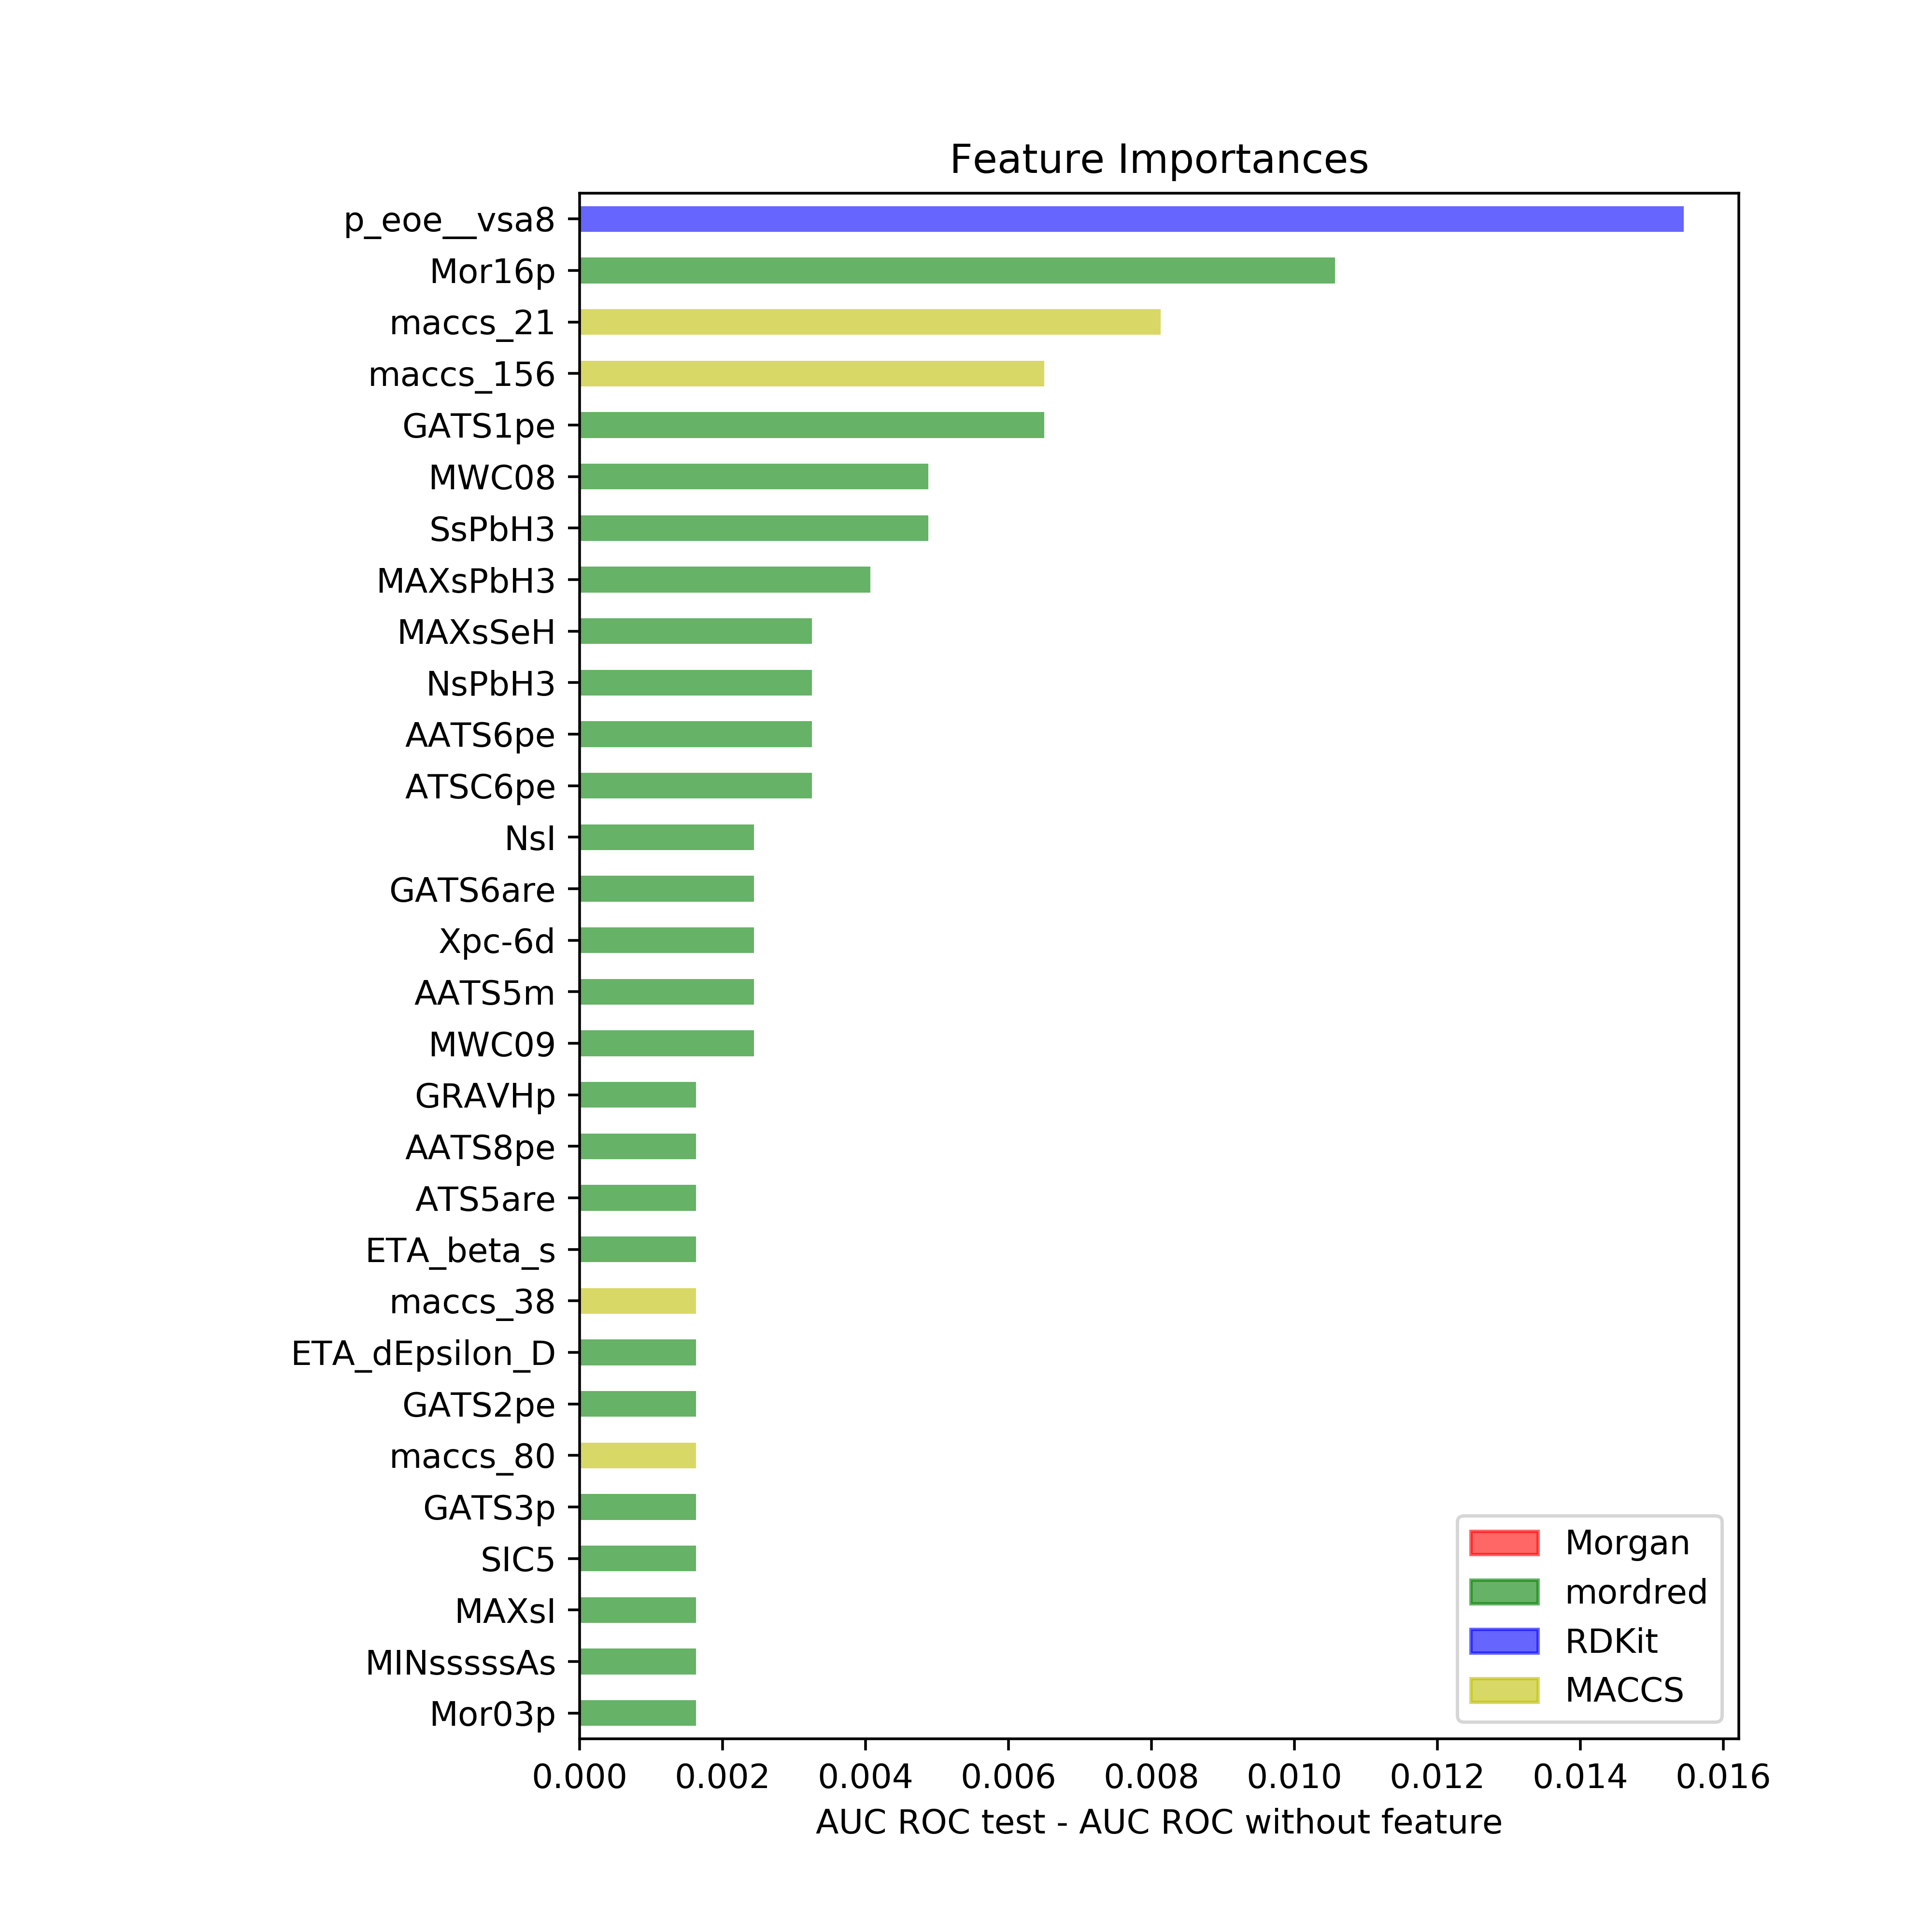 Feature Importances
p_eoe__vsa8
Mor16p
maccs_21
maccs_156
GATS1pe
MWC08
SsPbH3
MAXsPbH3
MAXsSeH
NsPbH3
AATS6pe
ATSC6pe
NsI
GATS6are
Xpc-6d
AATS5m
MWC09
GRAVHp
AATS8pe
ATS5are
ETA_beta_s
maccs_38
ETA_dEpsilon_D
GATS2pe
maccs_80
GATS3p
SIC5
MAXsI
MINsssssAs
Mor03p
Morgan
mordred
RDKit
MACCS
0.000 0.002 0.004 0.006 0.008 0.010 0.012 0.014 0.016
AUC ROC test - AUC ROC without feature